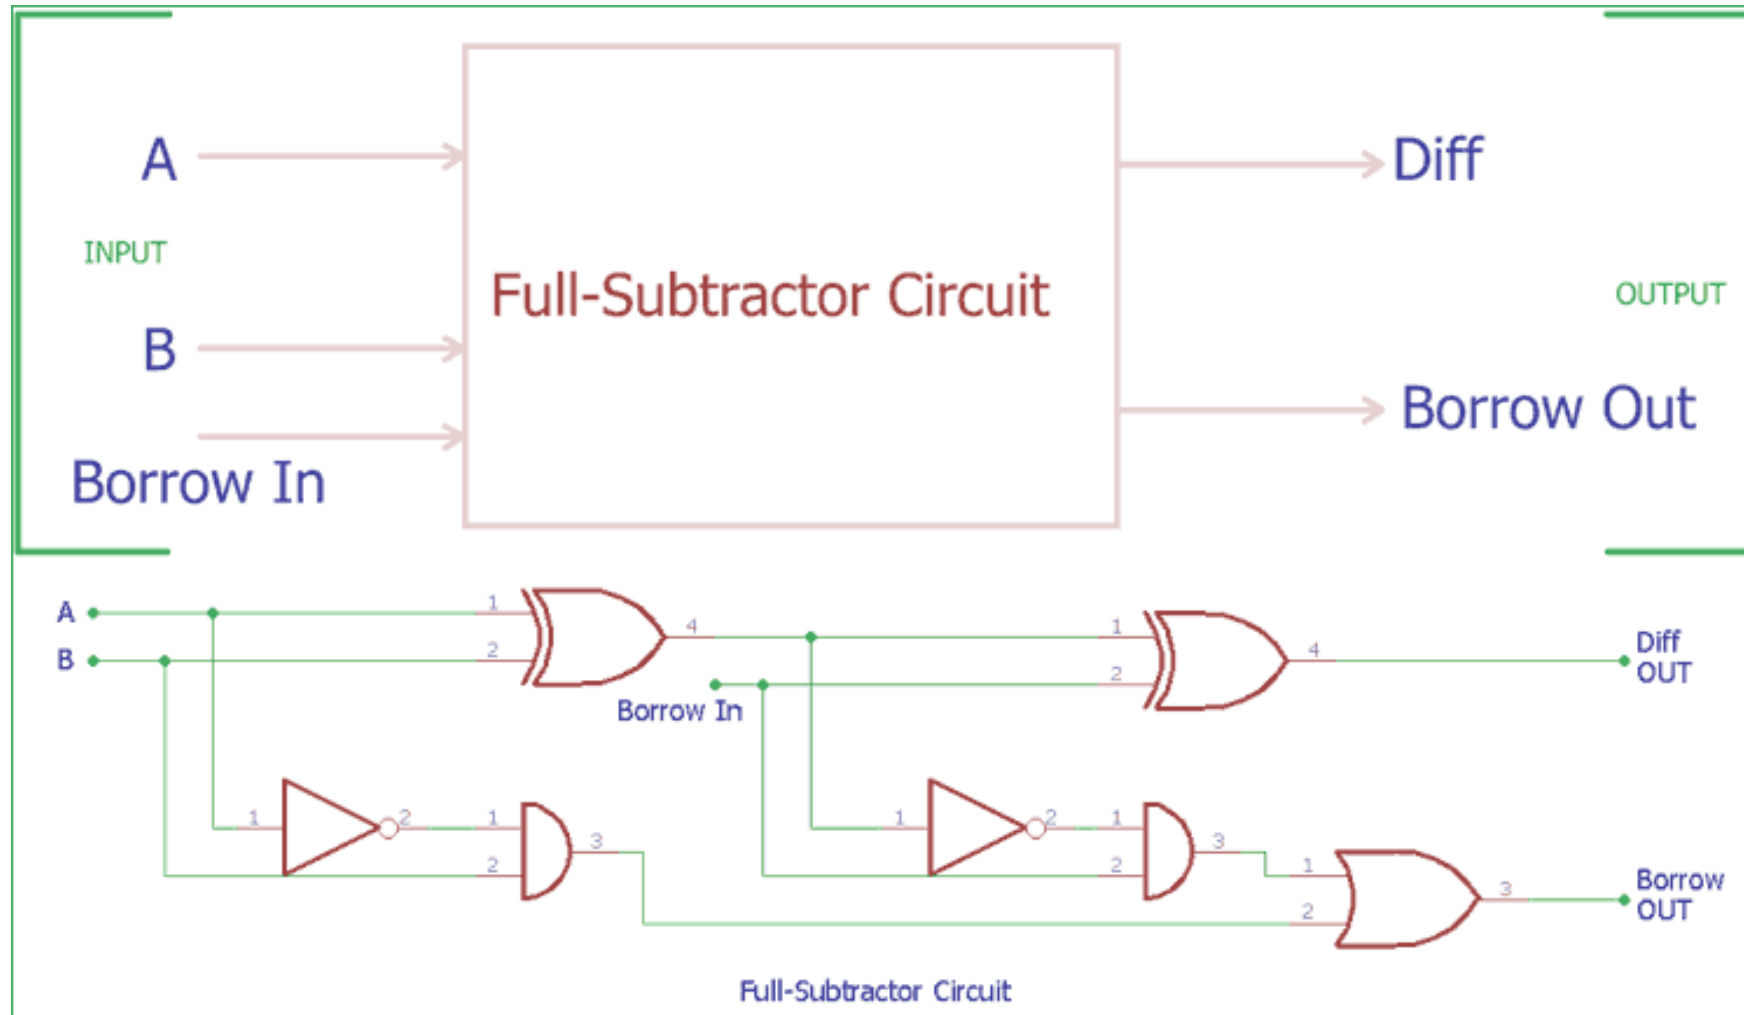 A
Diff
INPUT
Full-Subtractor Circuit
OUTPUT
B
Borrow Out
Borrow In
A
1
4
1
B
2
2
4
Diff
OUT
Borrow In
1
2
1
3
2
1
2
1
3
2
1
2
3
Borrow
OUT
Full-Subtractor Circuit